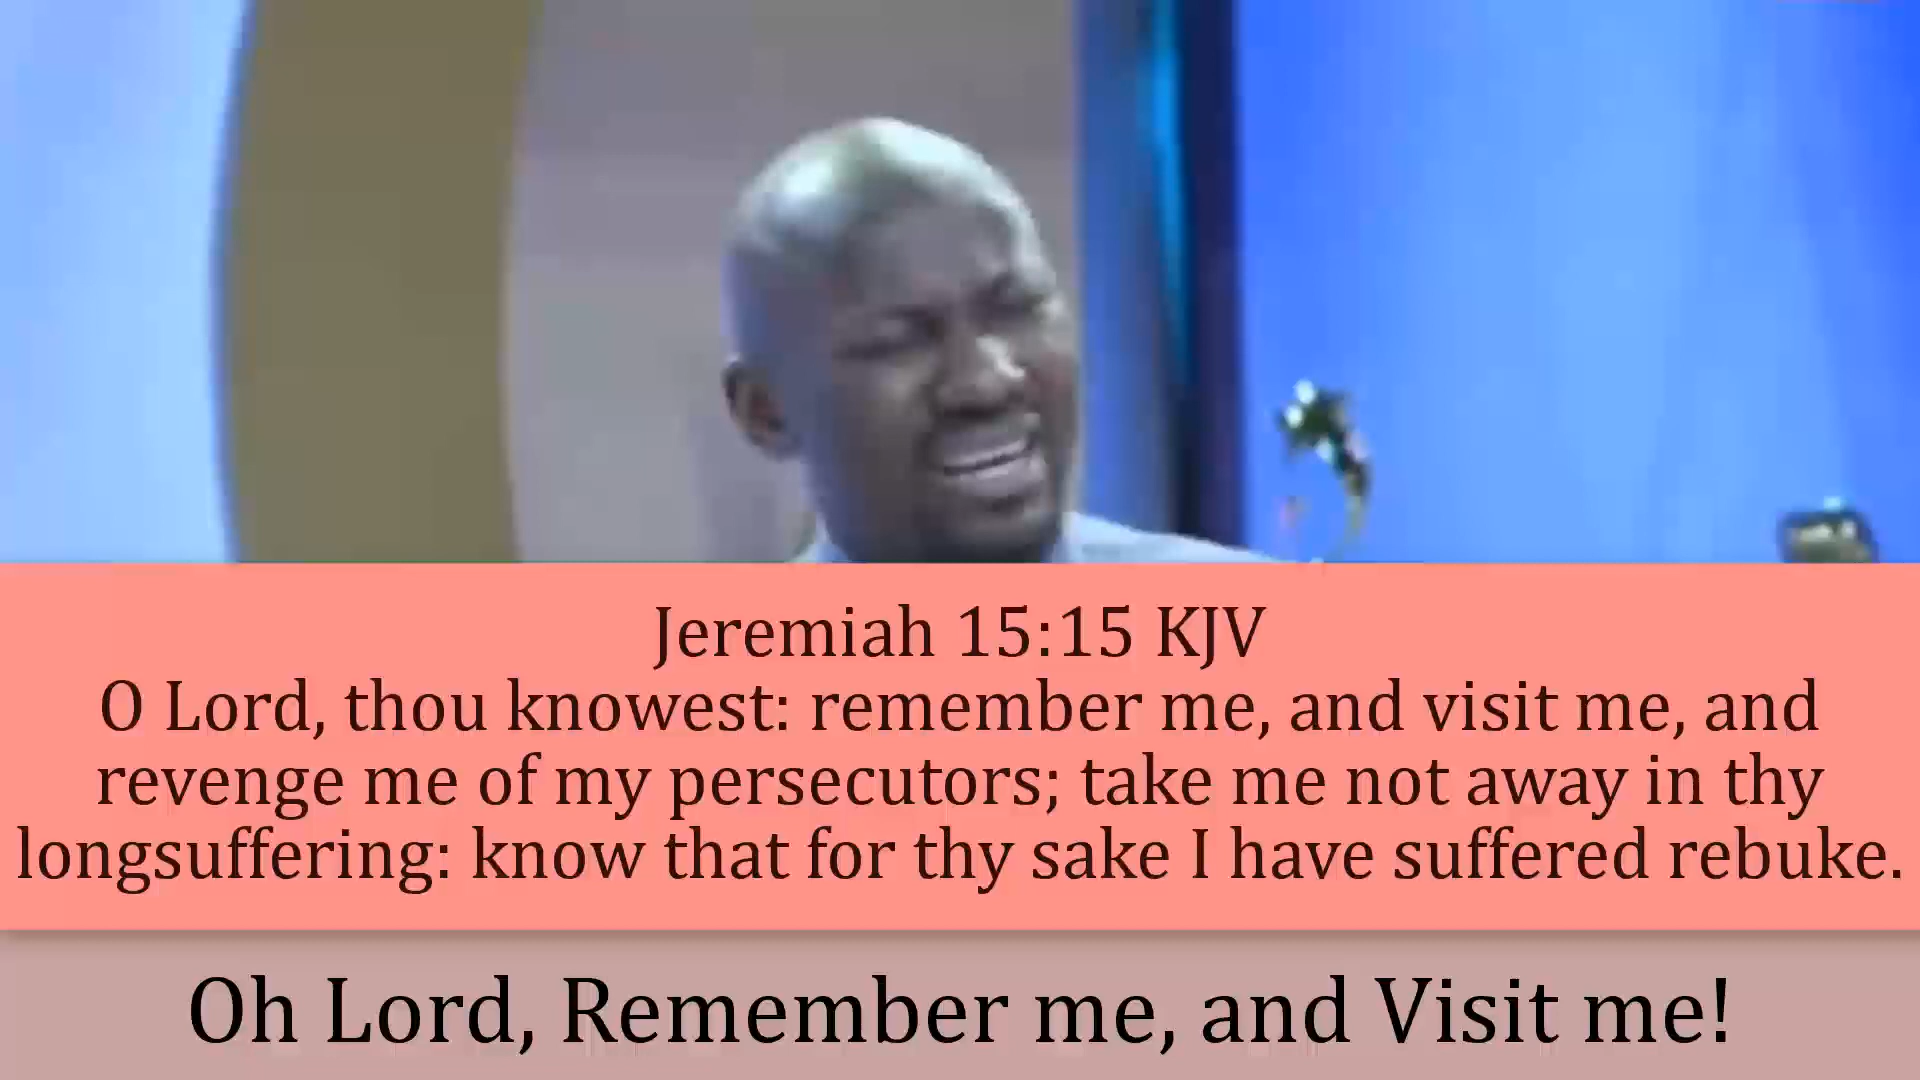 Jeremiah 15:15 KJV
O Lord, thou knowest: remember me, and visit me, and
revenge me of my persecutors; take me not away in thy
longsuffering: know that for thy sake I have suffered rebuke.
Oh Lord, Remember me, and Visit me!